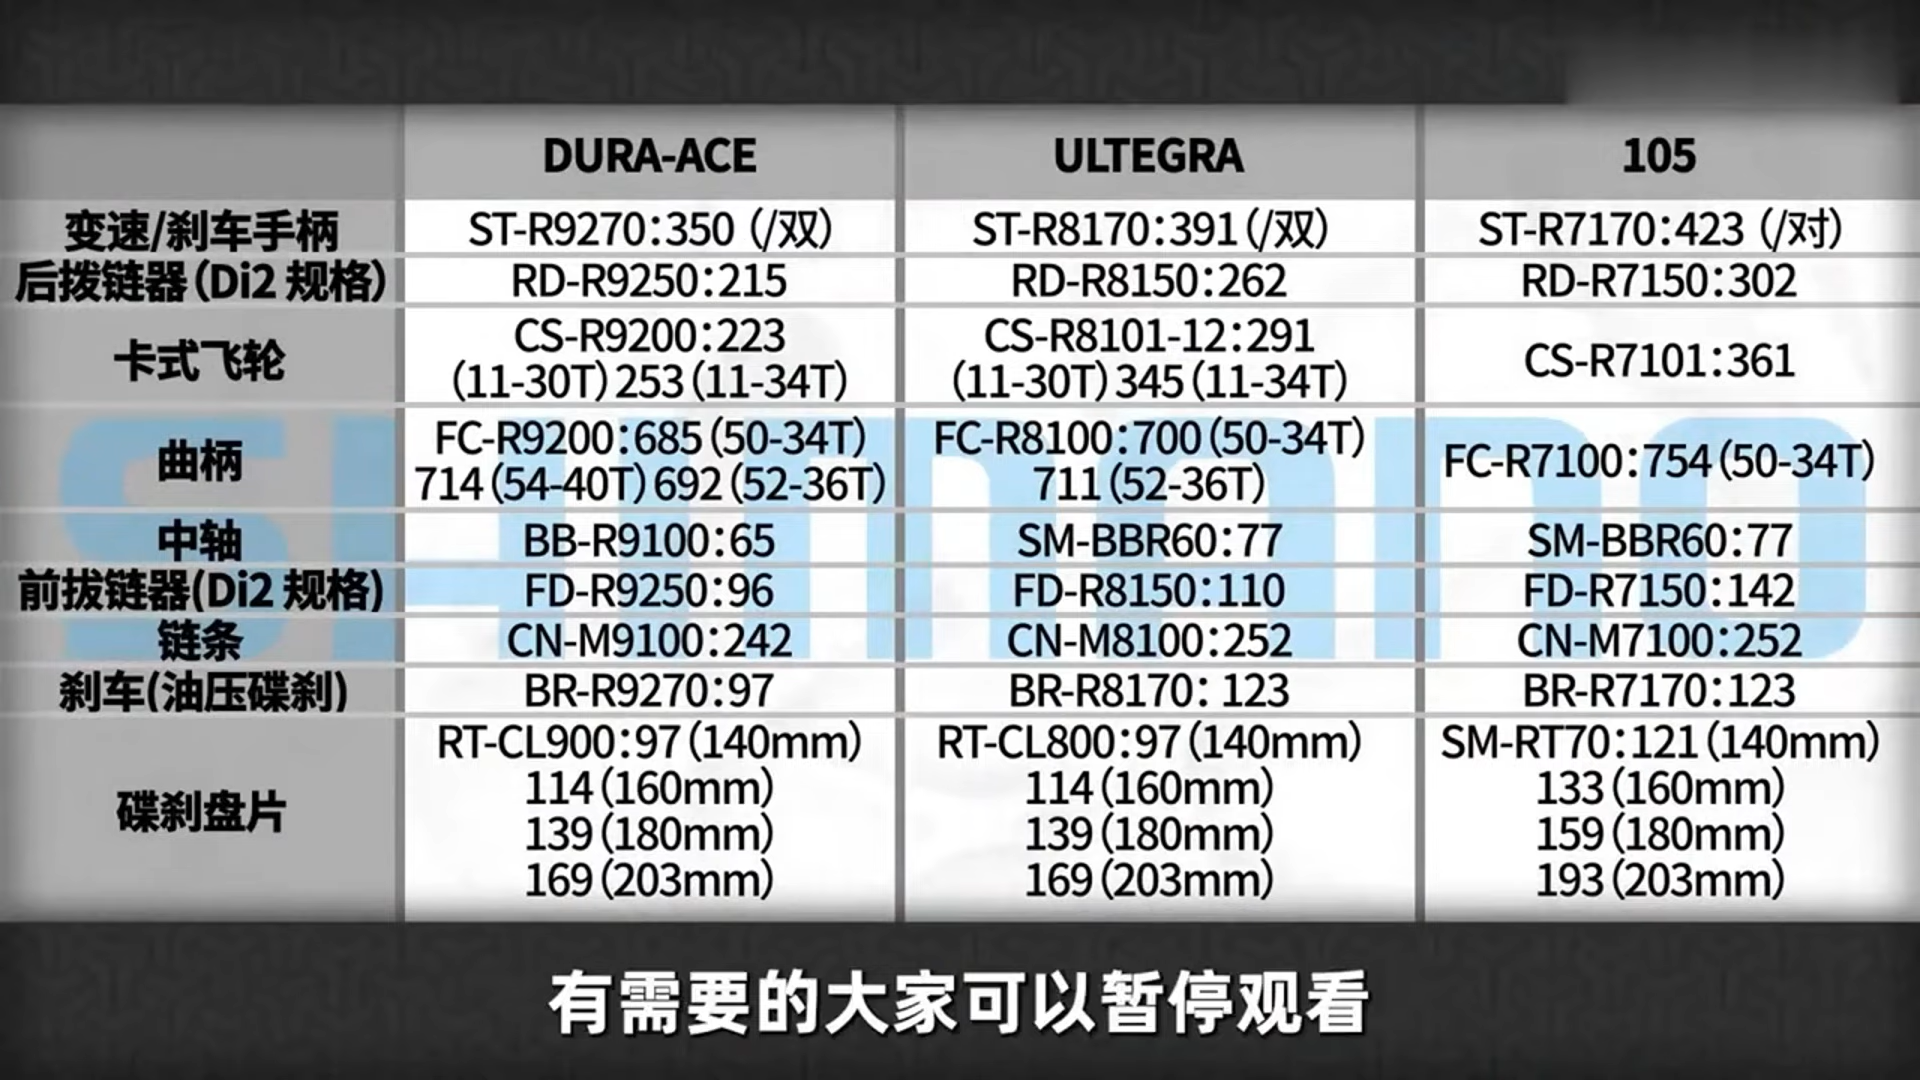 DURA-ACE ULTEGRA 105
变速/刹车手柄 ST-R9270:350 (/双) ST-R8170:391(/双) ST-R7170:423 (/对)
后拨链器(Di2 规格) RD-R9250:215 RD-R8150:262 RD-R7150:302
卡式飞轮 CS-R9200:223
(11-30T)253(11-34T) CS-R8101-12:291
(11-30T)345(11-34T) CS-R7101:361
曲柄 FC-R9200:685(50-34T)
714(54-40T)692(52-36T) FC-R8100:700(50-34T)
711(52-36T) FC-R7100:754(50-34T)
中轴 BB-R9100:65 SM-BBR60:77 SM-BBR60:77
前拔链器(Di2 规格) FD-R9250:96 FD-R8150:110 FD-R7150:142
链条 CN-M9100:242 CN-M8100:252 CN-M7100:252
刹车(油压碟刹) BR-R9270:97 BR-R8170: 123 BR-R7170:123
碟刹盘片 RT-CL900:97(140mm)
114(160mm)
139(180mm)
169(203mm) RT-CL800:97(140mm)
114(160mm)
139(180mm)
169(203mm) SM-RT70:121(140mm)
133(160mm)
159(180mm)
193(203mm)
SHIMANO
有需要的大家可以暂停观看